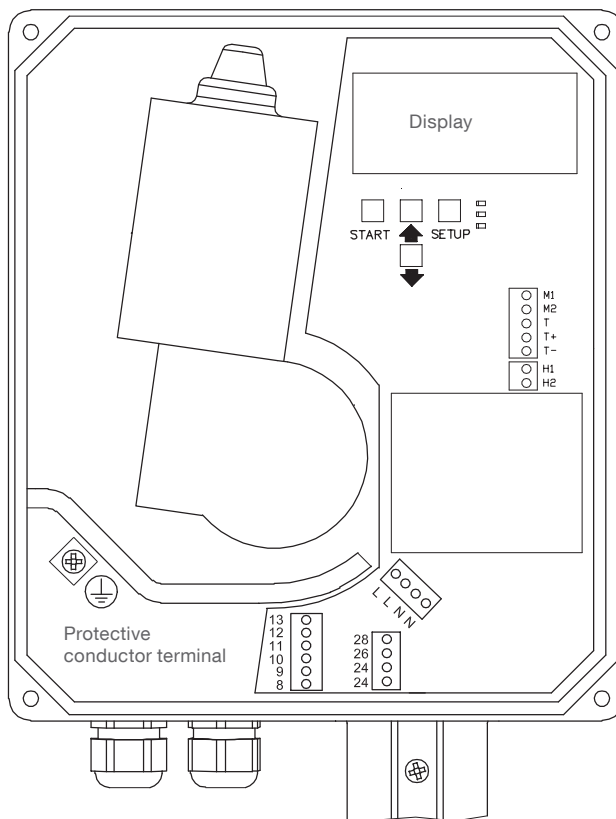 Display
START
SETUP
M1
M2
T
T+
T-
H1
H2
L L N N
Protective
conductor terminal
13
12
11
10
9
8
28
26
24
24